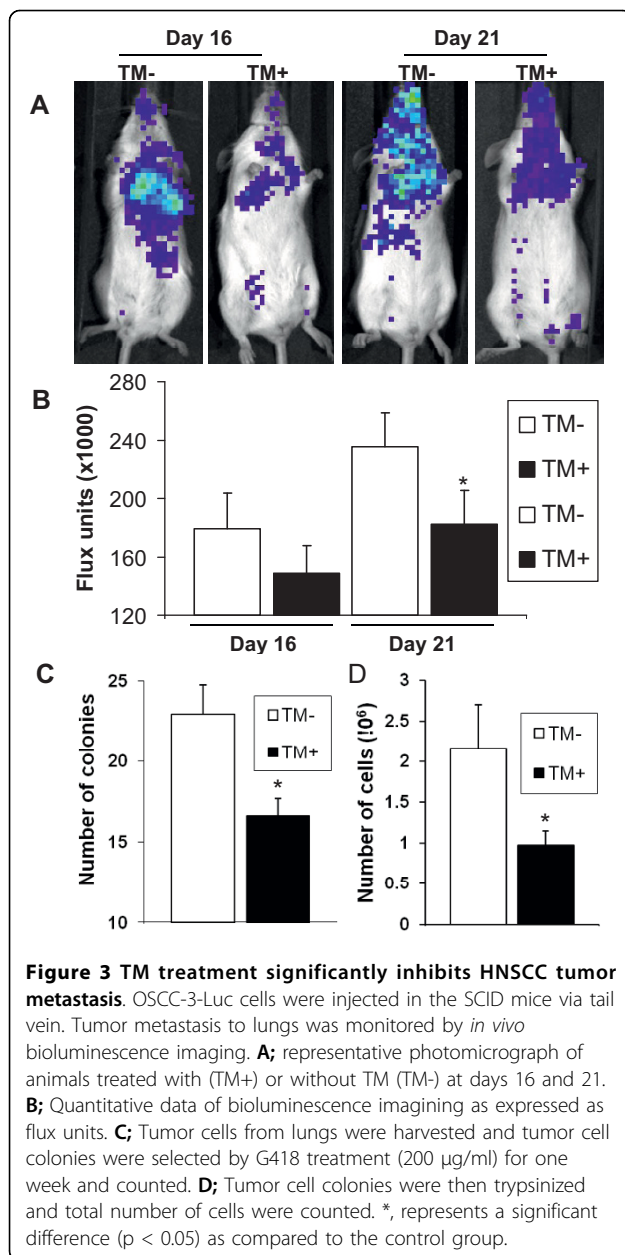 Day 16 Day 21
TM- TM+ TM- TM+
A
B
280
240
200
160
120
Flux units (x1000)
*
TM-
TM+
TM-
TM+
Day 16 Day 21
C
25
20
15
10
Number of colonies
*
TM-
TM+
D
3
2.5
2
1.5
1
0.5
0
Number of cells (!0⁶)
*
TM-
TM+
Figure 3 TM treatment significantly inhibits HNSCC tumor
metastasis. OSCC-3-Luc cells were injected in the SCID mice via tail
vein. Tumor metastasis to lungs was monitored by in vivo
bioluminescence imaging. A; representative photomicrograph of
animals treated with (TM+) or without TM (TM-) at days 16 and 21.
B; Quantitative data of bioluminescence imagining as expressed as
flux units. C; Tumor cells from lungs were harvested and tumor cell
colonies were selected by G418 treatment (200 μg/ml) for one
week and counted. D; Tumor cell colonies were then trypsinized
and total number of cells were counted. *, represents a significant
difference (p < 0.05) as compared to the control group.